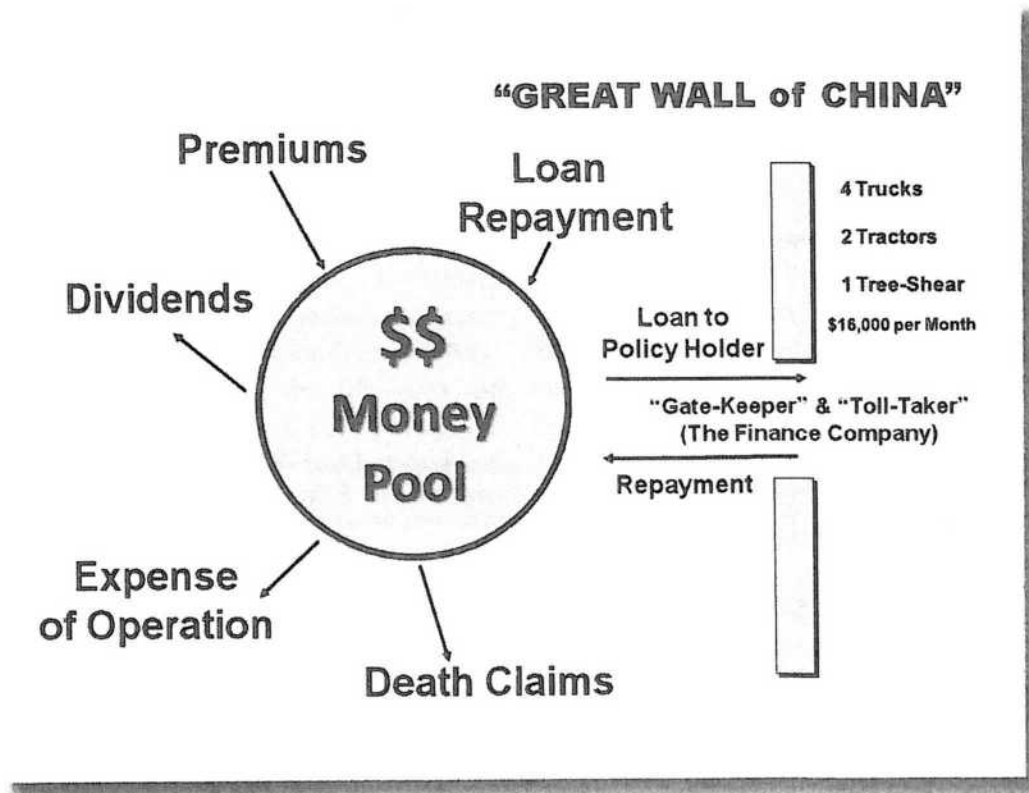 “GREAT WALL of CHINA”
Premiums
Loan
Repayment
4 Trucks
2 Tractors
1 Tree-Shear
$16,000 per Month
Dividends
$$
Money
Pool
Loan to
Policy Holder
“Gate-Keeper” & “Toll-Taker”
(The Finance Company)
Repayment
Expense
of Operation
Death Claims